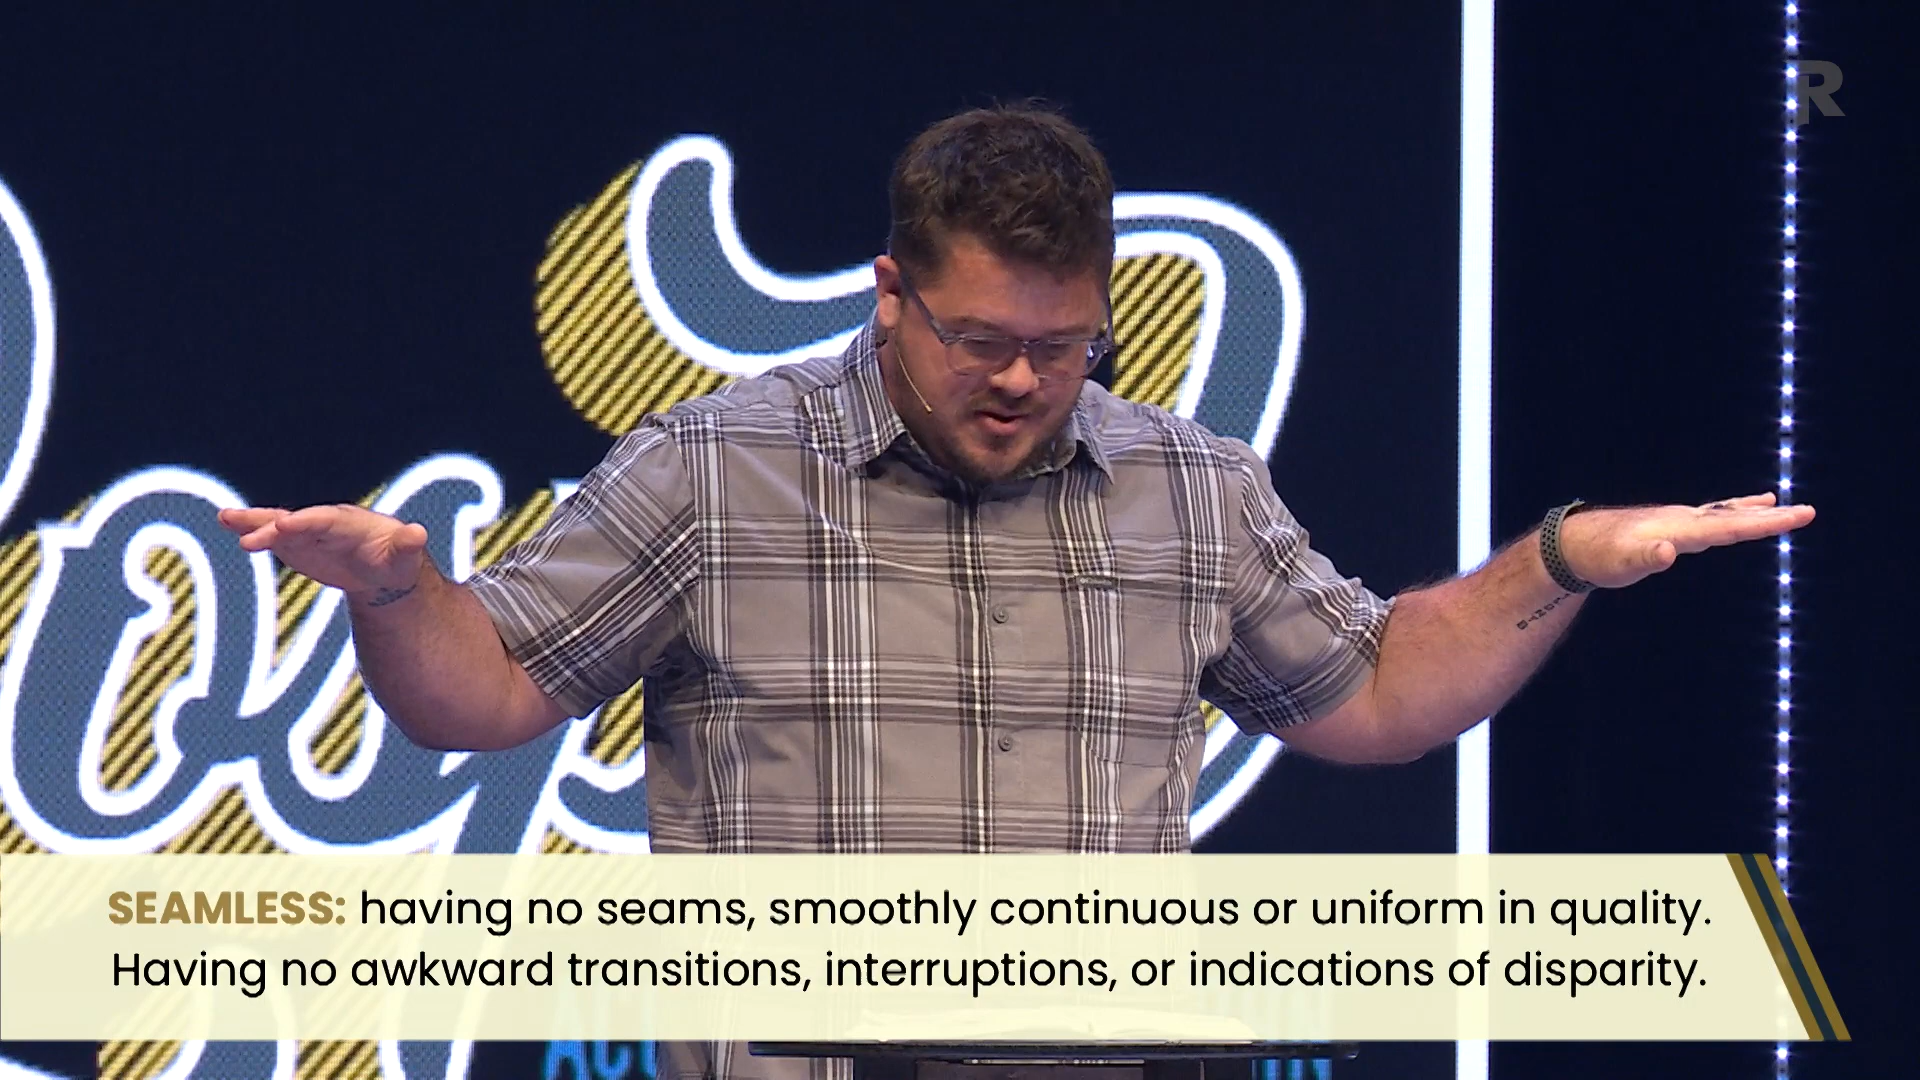 R
SEAMLESS: having no seams, smoothly continuous or uniform in quality.
Having no awkward transitions, interruptions, or indications of disparity.